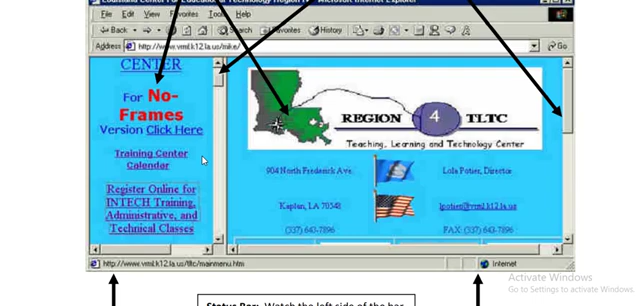 Louisiana Center For Educational Technology Region IV - Microsoft Internet Explorer
File Edit View Favorites Tools Help
Back Search Favorites History
Address http://www.vml.k12.la.us/mike/ Go
CENTER
For No-
Frames
Version Click Here
Training Center
Calendar
Register Online for
INTECH Training,
Administrative, and
Technical Classes
REGION 4 TLTC
Teaching, Learning and Technology Center
904 North Frederick Ave.
Lola Potier, Director
Kaplan, LA 70548
lpotier@vml.k12.la.us
(337) 643-7896
FAX (337) 643-7896
http://www.vml.k12.la.us/tltc/mainmenu.htm
Internet
Activate Windows
Go to Settings to activate Windows.
Status Bar: Watch the left side of the bar